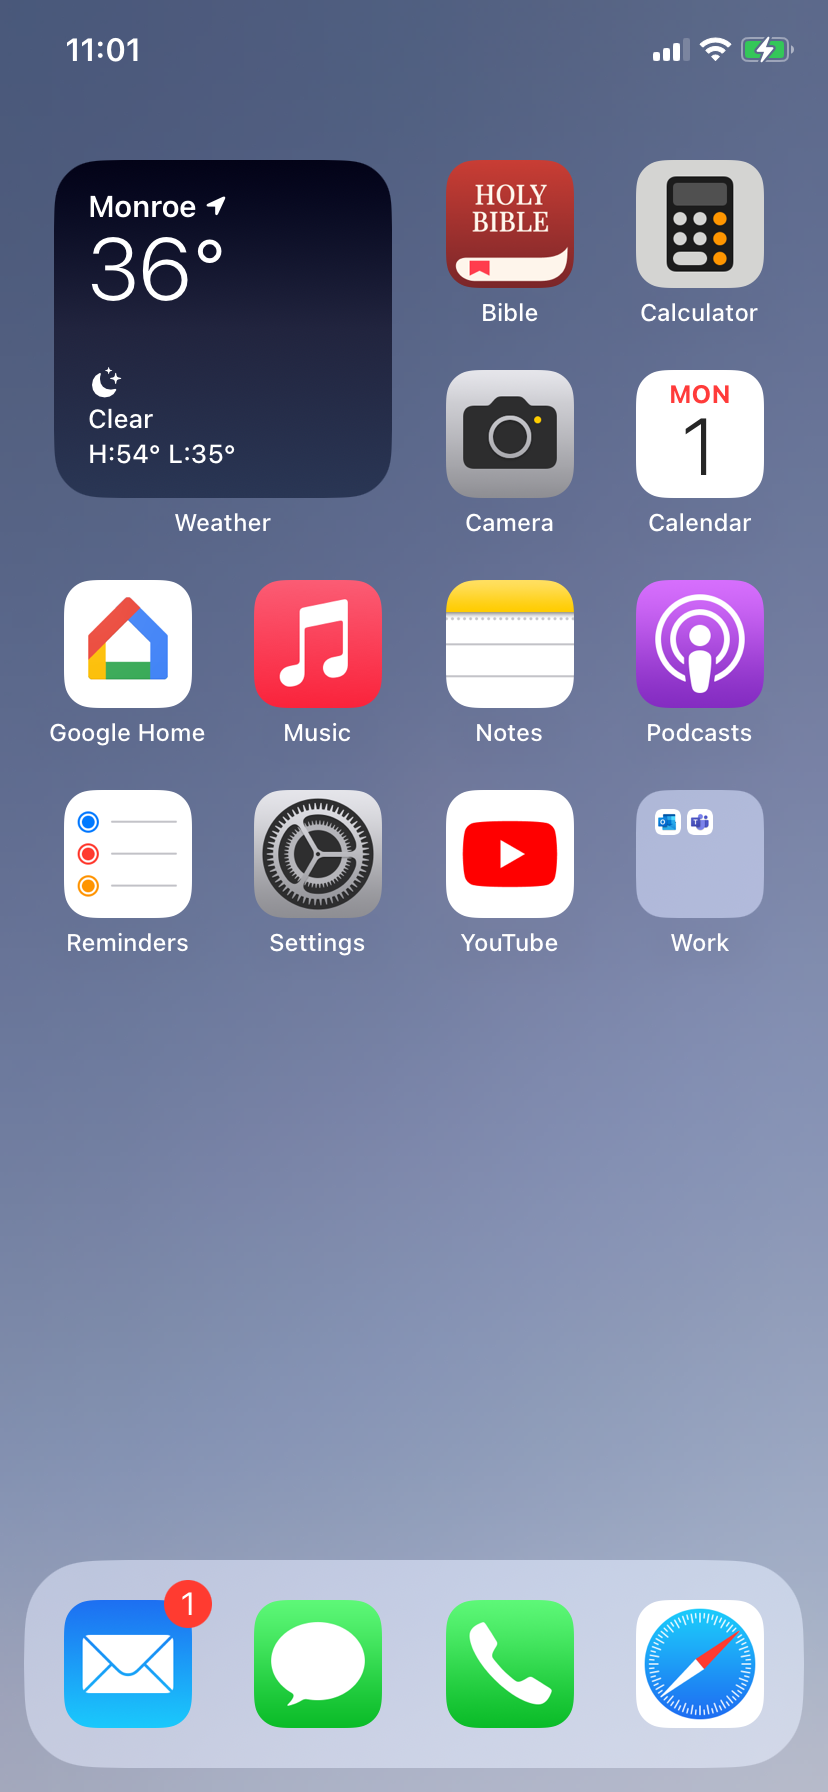 11:01
Monroe
36°
Clear
H:54° L:35°
Weather
HOLY
BIBLE
Bible
Calculator
Camera
MON
1
Calendar
Google Home
Music
Notes
Podcasts
Reminders
Settings
YouTube
Work
1